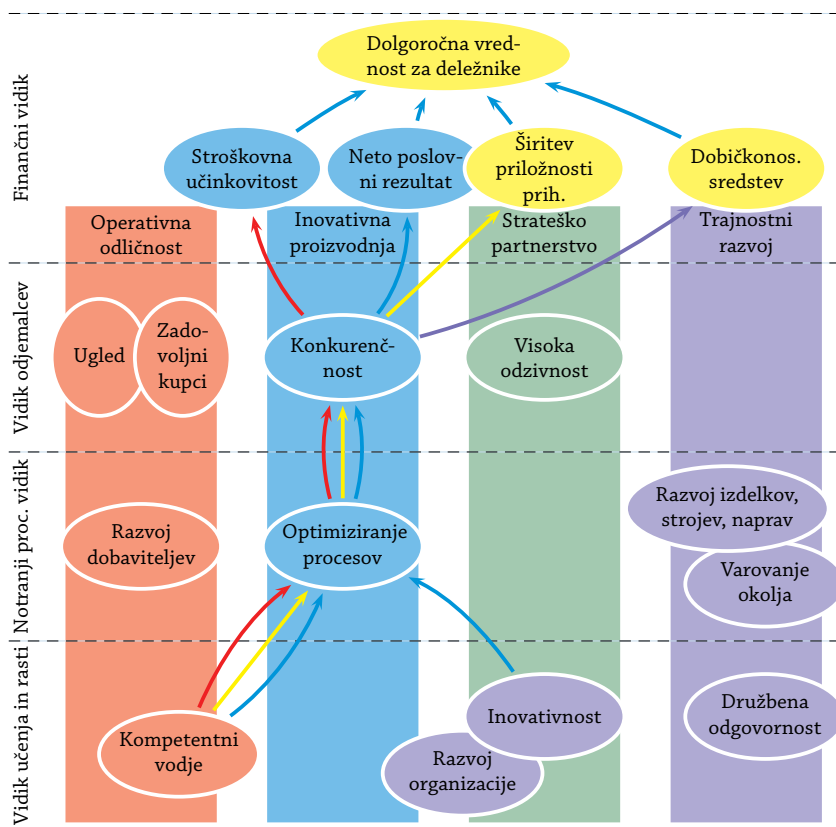 Dolgoročna vred-
nost za deležnike
Finančni vidik
Stroškovna
učinkovitost
Neto poslov-
ni rezultat
Širitev
priložnosti
prih.
Dobičkonos.
sredstev
Operativna
odličnost
Inovativna
proizvodnja
Strateško
partnerstvo
Trajnostni
razvoj
Vidik odjemalcev
Ugled
Zado-
voljni
kupci
Konkurenč-
nost
Visoka
odzivnost
Notranji proc. vidik
Razvoj
dobaviteljev
Optimiziranje
procesov
Razvoj izdelkov,
strojev, naprav
Varovanje
okolja
Vidik učenja in rasti
Kompetentni
vodje
Inovativnost
Razvoj
organizacije
Družbena
odgovornost